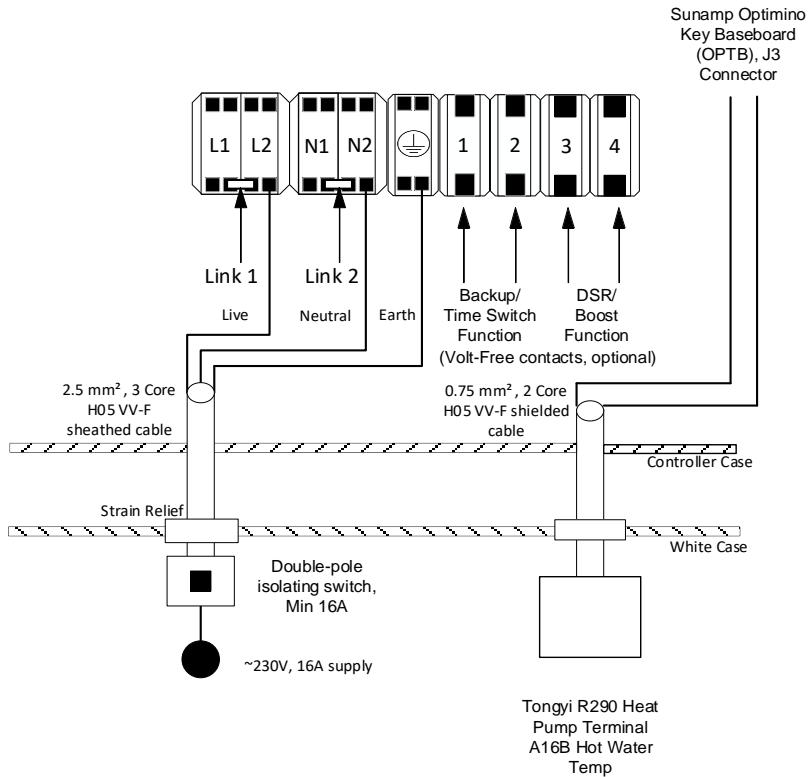 Sunamp Optimino
Key Baseboard
(OPTB), J3
Connector
L1 L2 N1 N2 1 2 3 4
Link 1
Link 2
Live
Neutral
Earth
Backup/
Time Switch
Function
(Volt-Free contacts, optional)
DSR/
Boost
Function
2.5 mm², 3 Core
H05 VV-F
sheathed cable
0.75 mm², 2 Core
H05 VV-F shielded
cable
Controller Case
Strain Relief
White Case
Double-pole
isolating switch,
Min 16A
~230V, 16A supply
Tongyi R290 Heat
Pump Terminal
A16B Hot Water
Temp